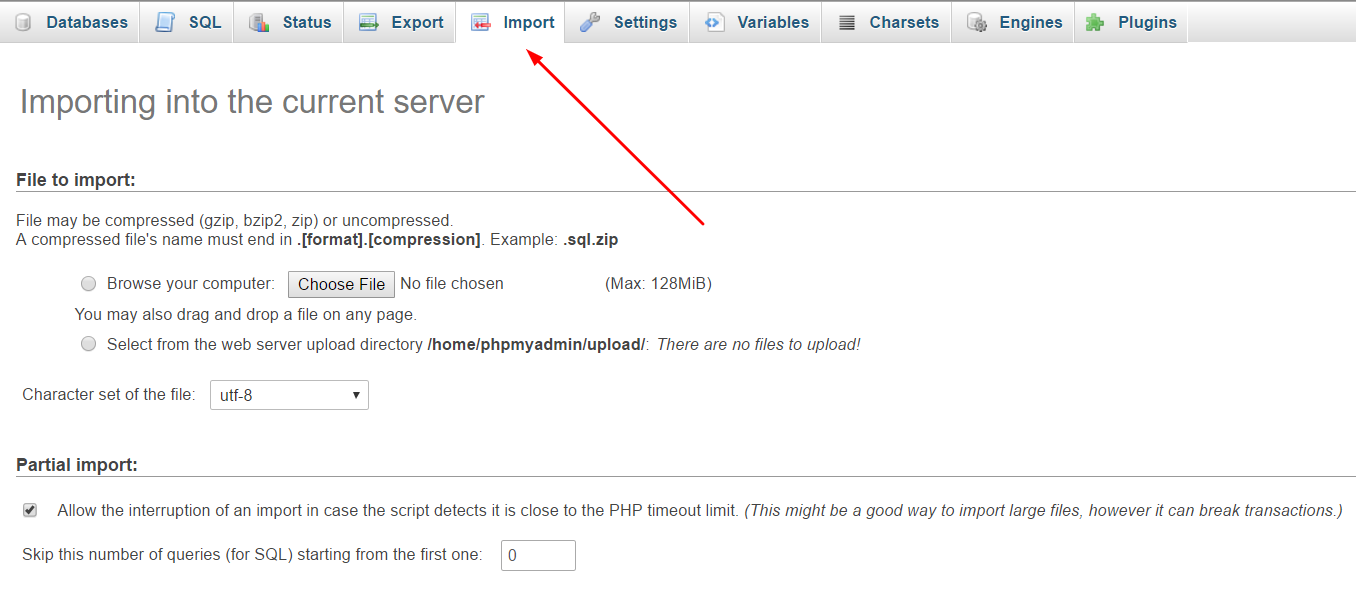 Databases SQL Status Export Import Settings Variables Charsets Engines Plugins
Importing into the current server
File to import:
File may be compressed (gzip, bzip2, zip) or uncompressed.
A compressed file's name must end in .[format].[compression]. Example: .sql.zip
Browse your computer: Choose File No file chosen (Max: 128MiB)
You may also drag and drop a file on any page.
Select from the web server upload directory /home/phpmyadmin/upload/: There are no files to upload!
Character set of the file: utf-8
Partial import:
Allow the interruption of an import in case the script detects it is close to the PHP timeout limit. (This might be a good way to import large files, however it can break transactions.)
Skip this number of queries (for SQL) starting from the first one: 0